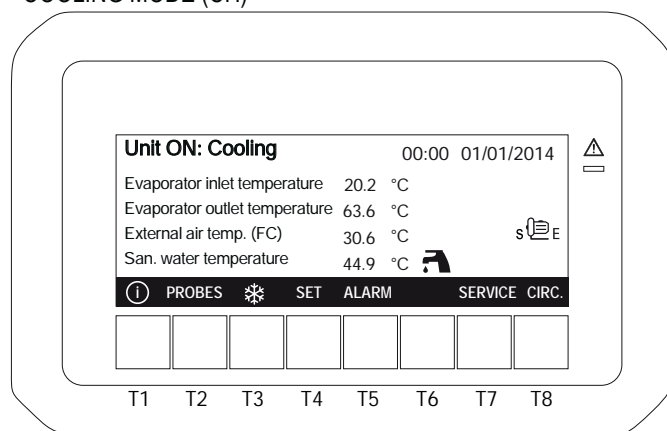 COOLING MODE
Unit ON: Cooling 00:00 01/01/2014
Evaporator inlet temperature 20.2 °C
Evaporator outlet temperature 63.6 °C
External air temp. (FC) 30.6 °C S E
San. water temperature 44.9 °C
i PROBES SET ALARM SERVICE CIRC.
T1 T2 T3 T4 T5 T6 T7 T8